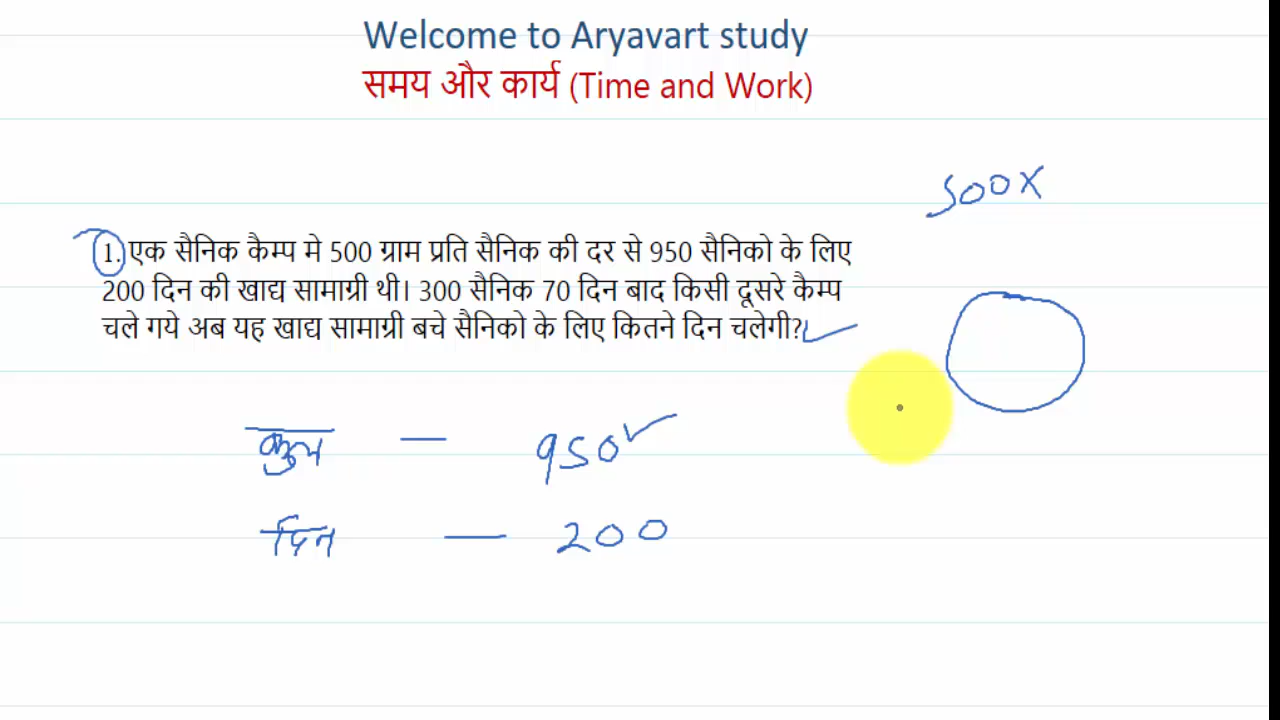 Welcome to Aryavart study
समय और कार्य (Time and Work)
500X
1. एक सैनिक कैम्प मे 500 ग्राम प्रति सैनिक की दर से 950 सैनिको के लिए
200 दिन की खाद्य सामाग्री थी। 300 सैनिक 70 दिन बाद किसी दूसरे कैम्प
चले गये अब यह खाद्य सामाग्री बचे सैनिको के लिए कितने दिन चलेगी?
कुल — 950
दिन — 200